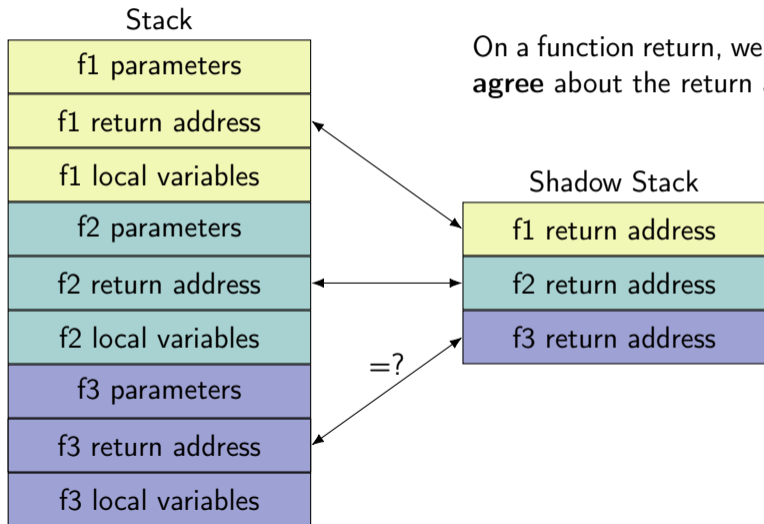 Stack
f1 parameters
f1 return address
f1 local variables
f2 parameters
f2 return address
f2 local variables
f3 parameters
f3 return address
f3 local variables
On a function return, we
agree about the return
Shadow Stack
f1 return address
f2 return address
f3 return address
=?